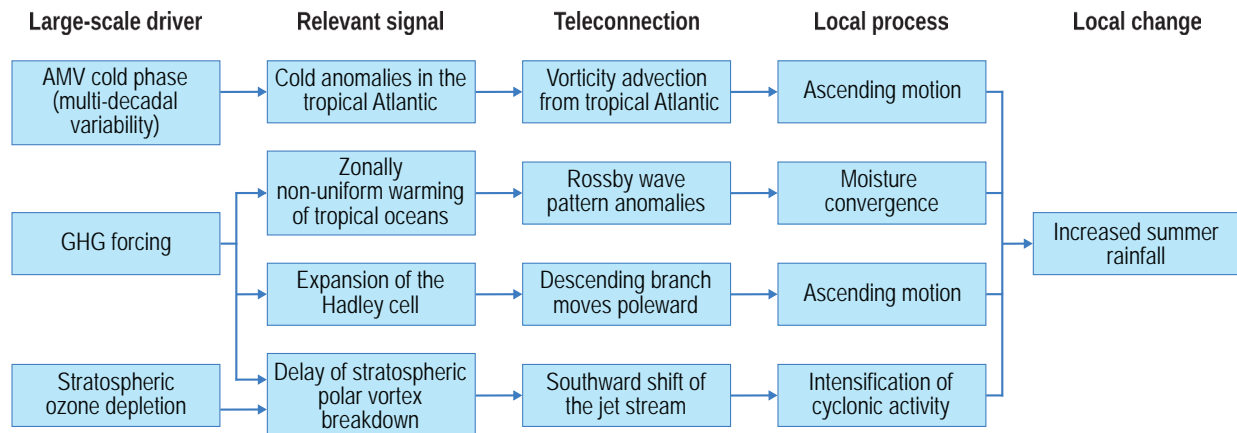 Large-scale driver
Relevant signal
Teleconnection
Local process
Local change
AMV cold phase
(multi-decadal
variability)
Cold anomalies in the
tropical Atlantic
Vorticity advection
from tropical Atlantic
Ascending motion
Zonally
non-uniform warming
of tropical oceans
Rossby wave
pattern anomalies
Moisture
convergence
GHG forcing
Increased summer
rainfall
Expansion of the
Hadley cell
Descending branch
moves poleward
Ascending motion
Stratospheric
ozone depletion
Delay of stratospheric
polar vortex
breakdown
Southward shift of
the jet stream
Intensification of
cyclonic activity